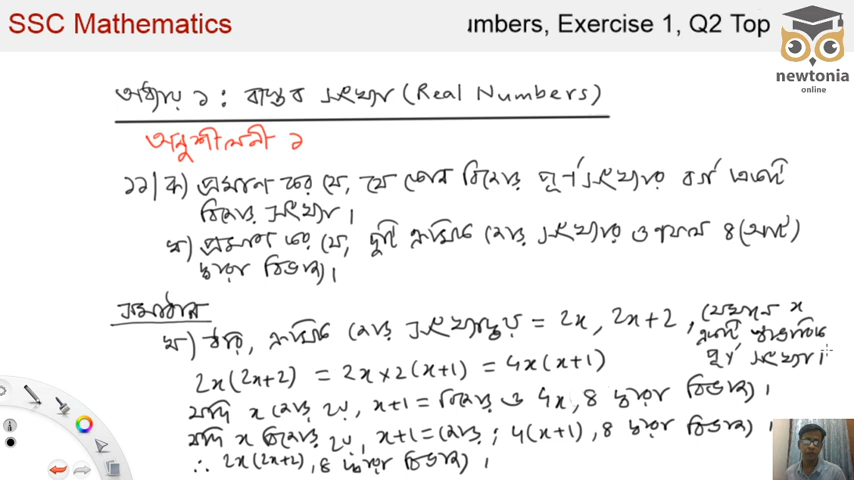 SSC Mathematics
umbers, Exercise 1, Q2 Top
newtonia
online
অধ্যায় ১ : বাস্তব সংখ্যা (Real Numbers)
অনুশীলনী ১
১১। ক) প্রমাণ কর যে, যে কোন বিজোড় পূর্ণ সংখ্যার বর্গ একটি
বিজোড় সংখ্যা।
খ) প্রমাণ কর যে, দুটি ক্রমিক জোড় সংখ্যার গুণফল ৪ (আট)
দ্বারা বিভাজ্য।
সমাধান
খ) ধরি, ক্রমিক জোড় সংখ্যাদ্বয় = 2x, 2x+2, যেখানে x
একটি স্বাভাবিক
পূর্ণ সংখ্যা।
2x(2x+2) = 2x×2(x+1) = 4x(x+1)
যদি x জোড় হয়, x+1 = বিজোড় ও 4x, 8 দ্বারা বিভাজ্য।
যদি x বিজোড় হয়, x+1 = জোড় ; 4(x+1), 8 দ্বারা বিভাজ্য।
∴ 2x(2x+2), 8 দ্বারা বিভাজ্য।